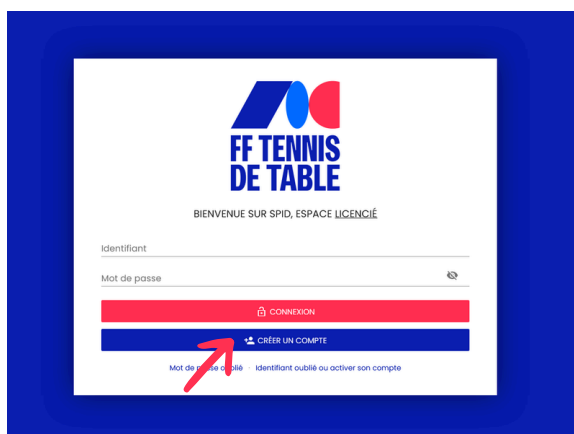 FF TENNIS
DE TABLE
BIENVENUE SUR SPID, ESPACE LICENCIÉ
Identifiant
Mot de passe
CONNEXION
CRÉER UN COMPTE
Mot de passe oublié · Identifiant oublié ou activer son compte